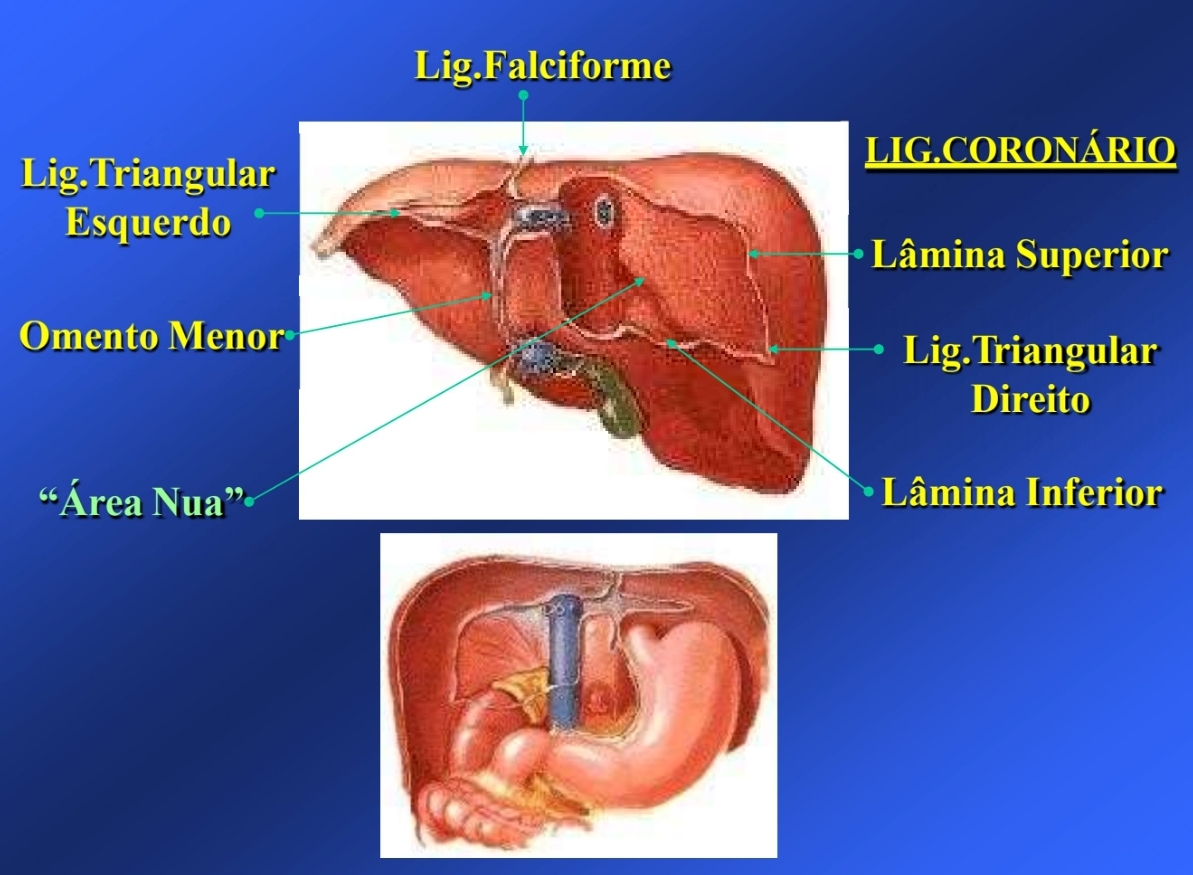 Lig.Falciforme
Lig.Triangular
Esquerdo
Omento Menor
“Área Nua”
LIG.CORONÁRIO
Lâmina Superior
Lig.Triangular
Direito
Lâmina Inferior